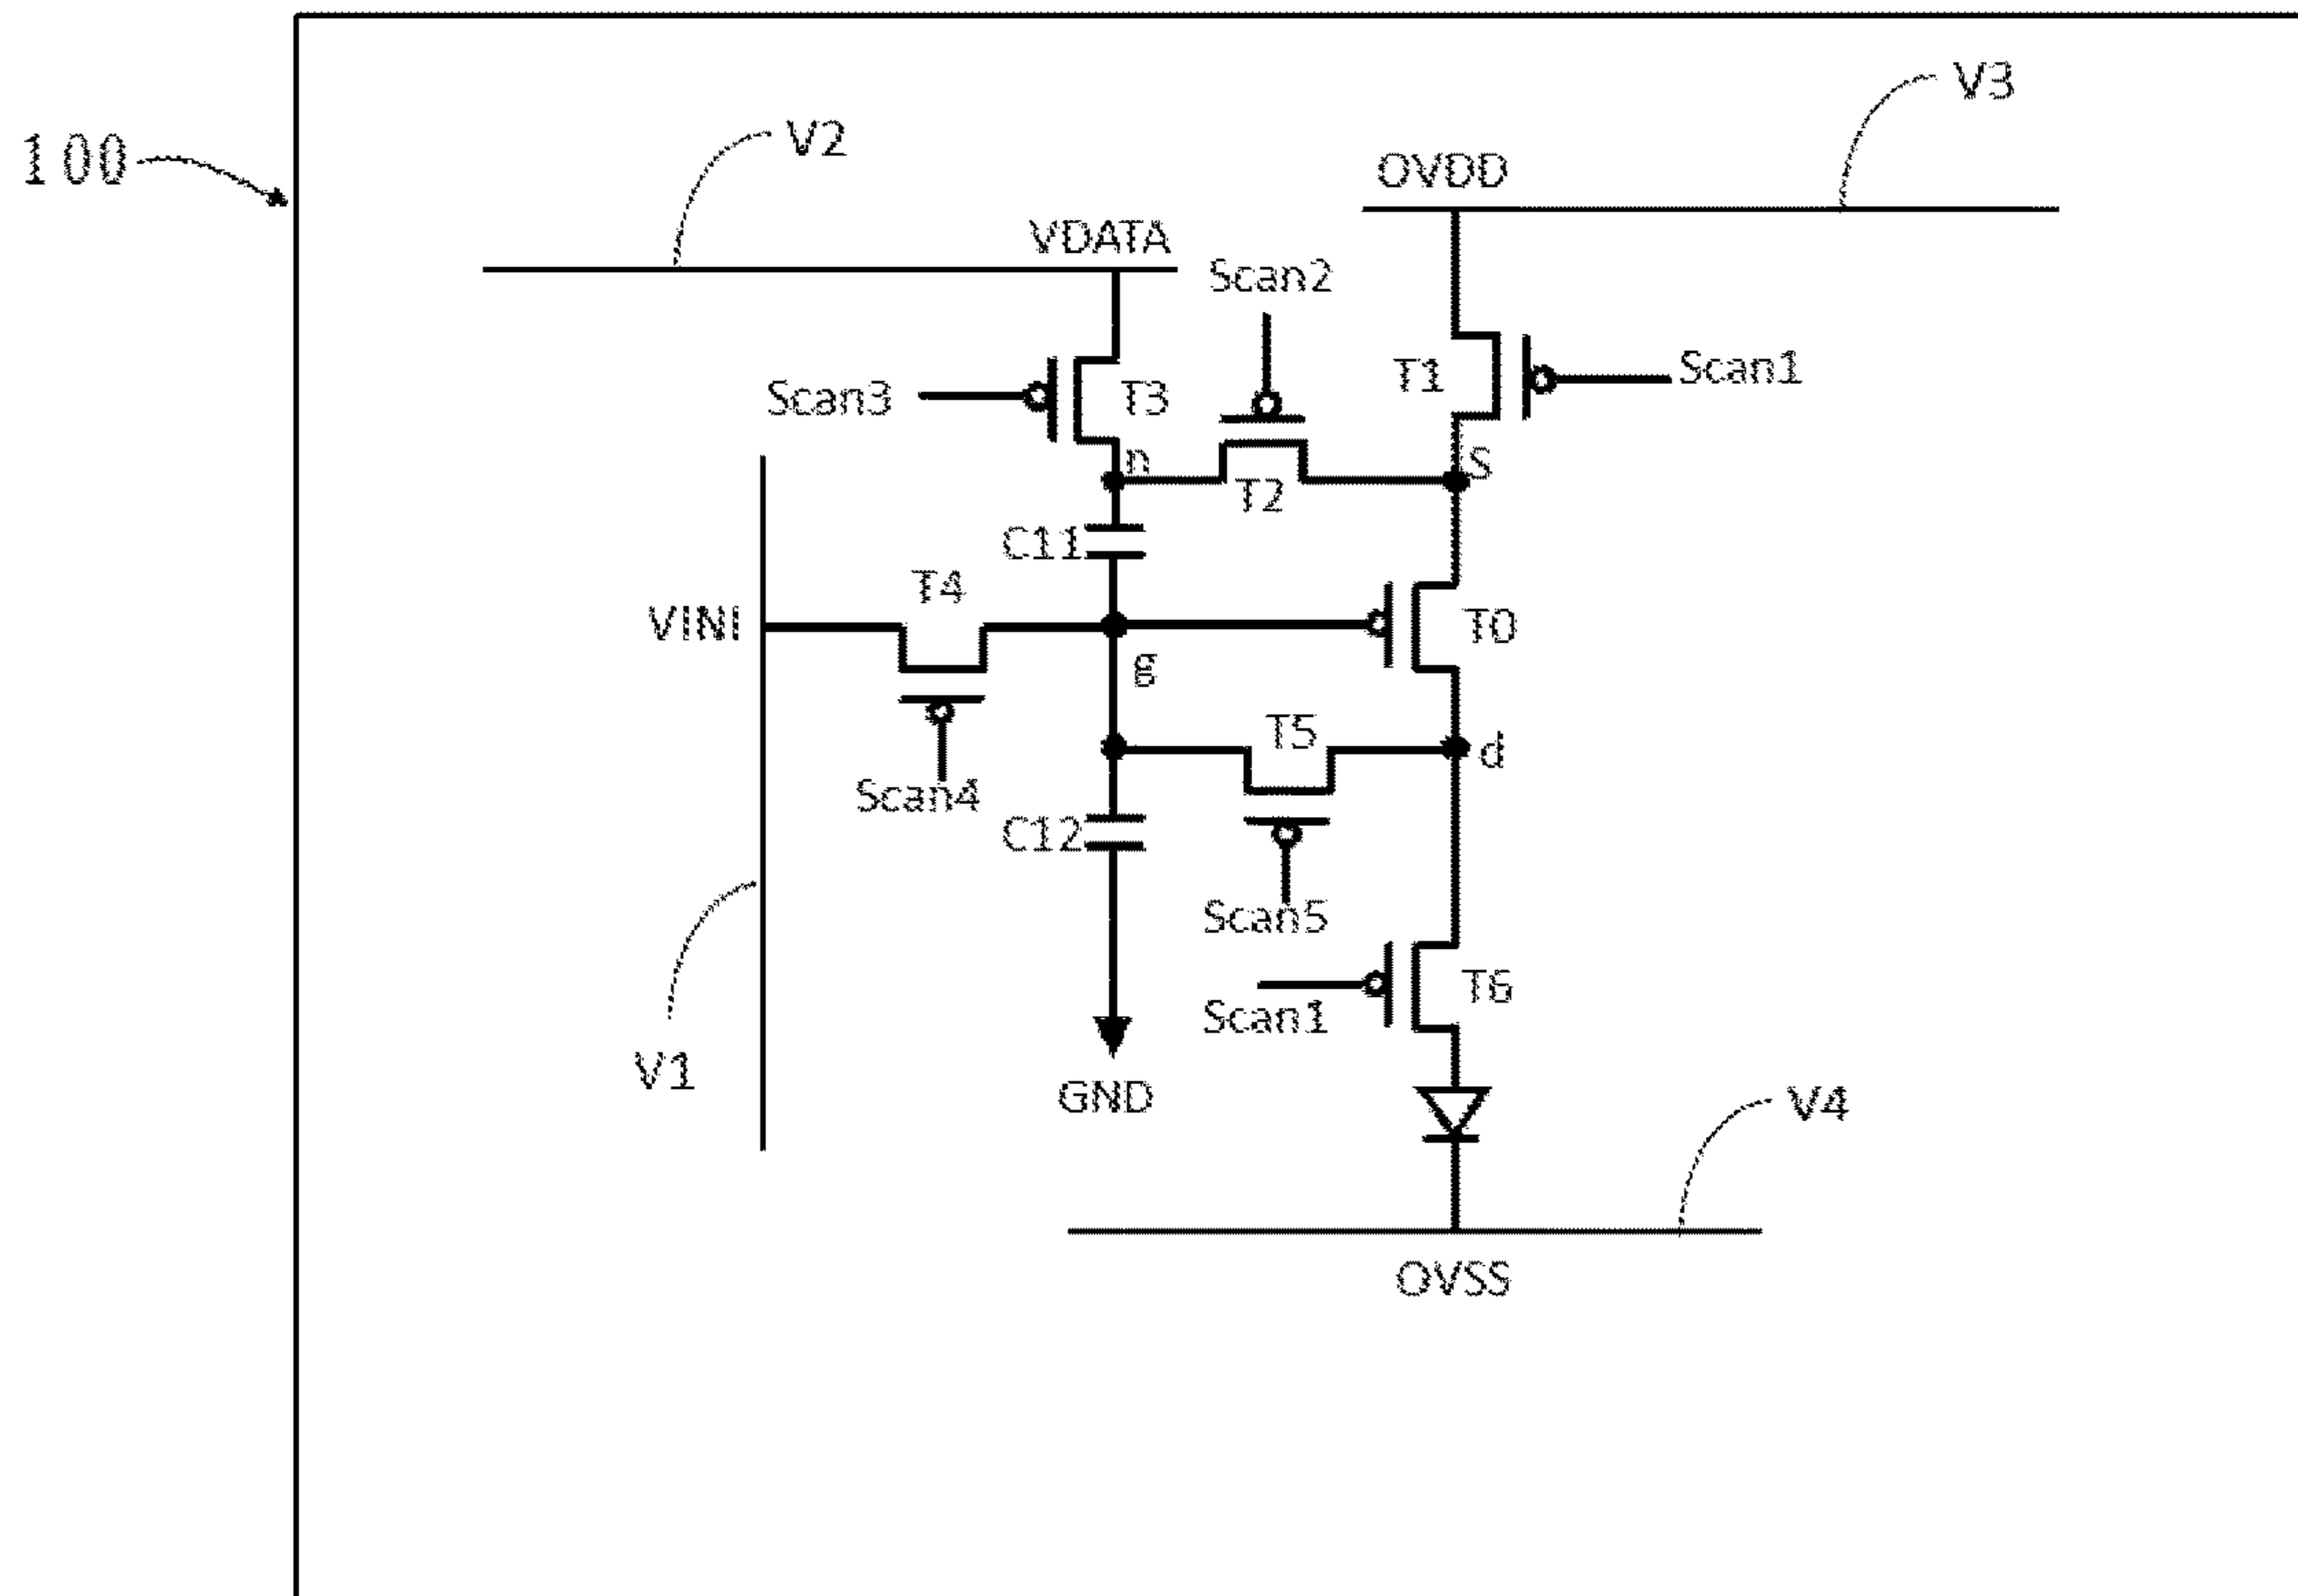 V3
V2
100
OVDD
VDATA
Scan2
T1
Scan1
Scan3
T3
n
S
T2
C11
T4
VINI
T0
g
T5
d
Scan4
C12
Scan5
T6
Scan1
V1
GND
V4
OVSS